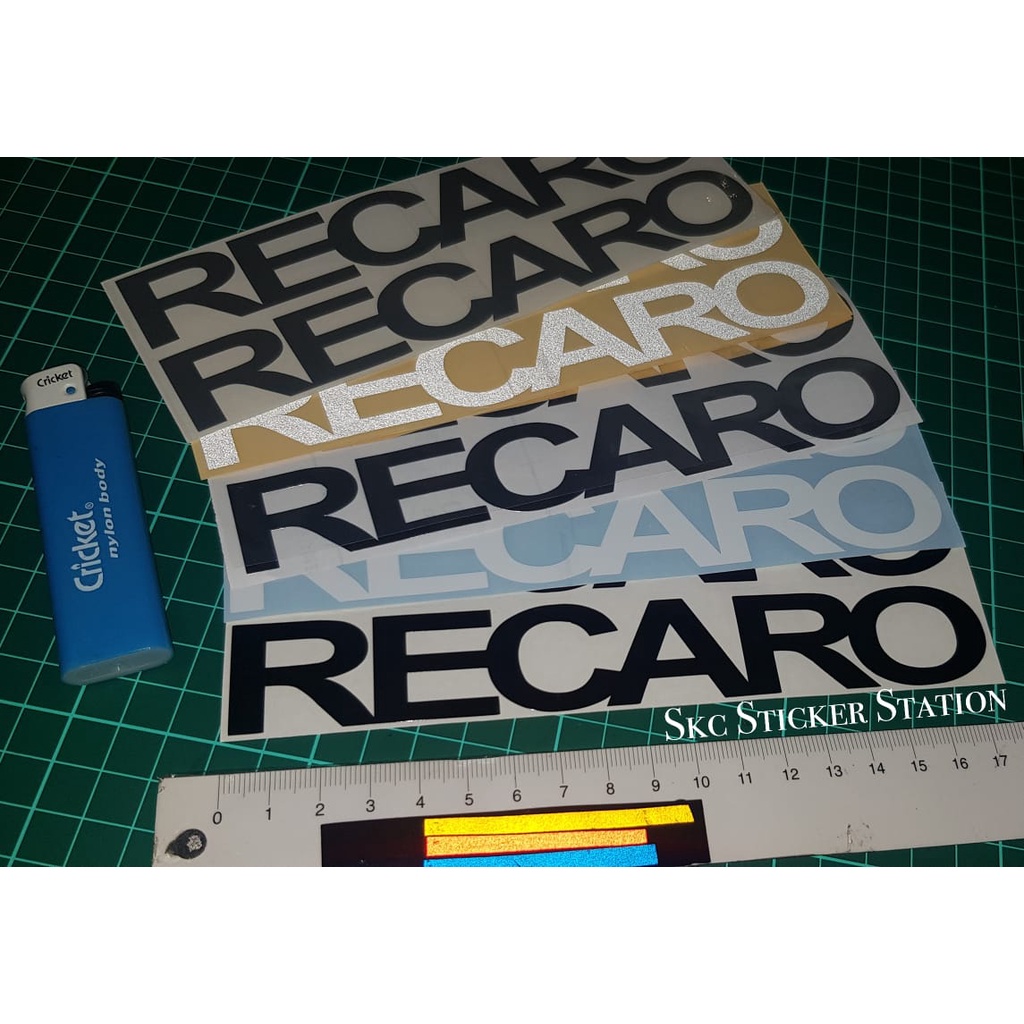 RECARO
RECARO
RECARO
RECARO
RECARO
RECARO
Cricket
Cricket®
nylon body
SKC STICKER STATION
0 1 2 3 4 5 6 7 8 9 10 11 12 13 14 15 16 17